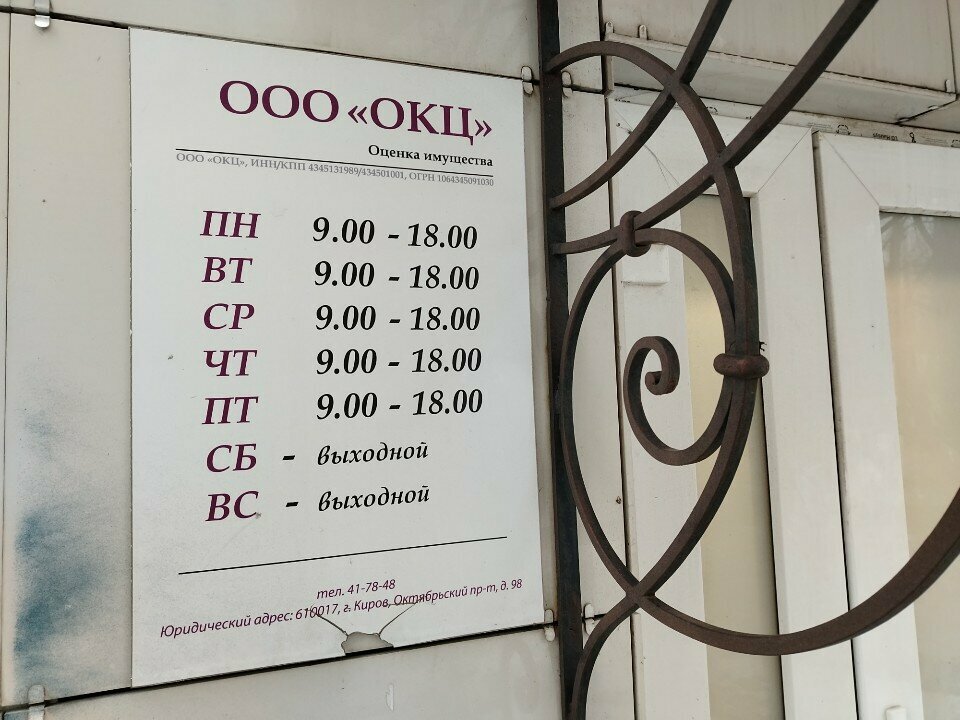 ООО «ОКЦ»
Оценка имущества
ООО «ОКЦ», ИНН/КПП 4345131989/434501001, ОГРН 1064345091030
ПН 9.00 - 18.00
ВТ 9.00 - 18.00
СР 9.00 - 18.00
ЧТ 9.00 - 18.00
ПТ 9.00 - 18.00
СБ - выходной
ВС - выходной
тел. 41-78-48
Юридический адрес: 610017, г. Киров, Октябрьский пр-т, д. 98